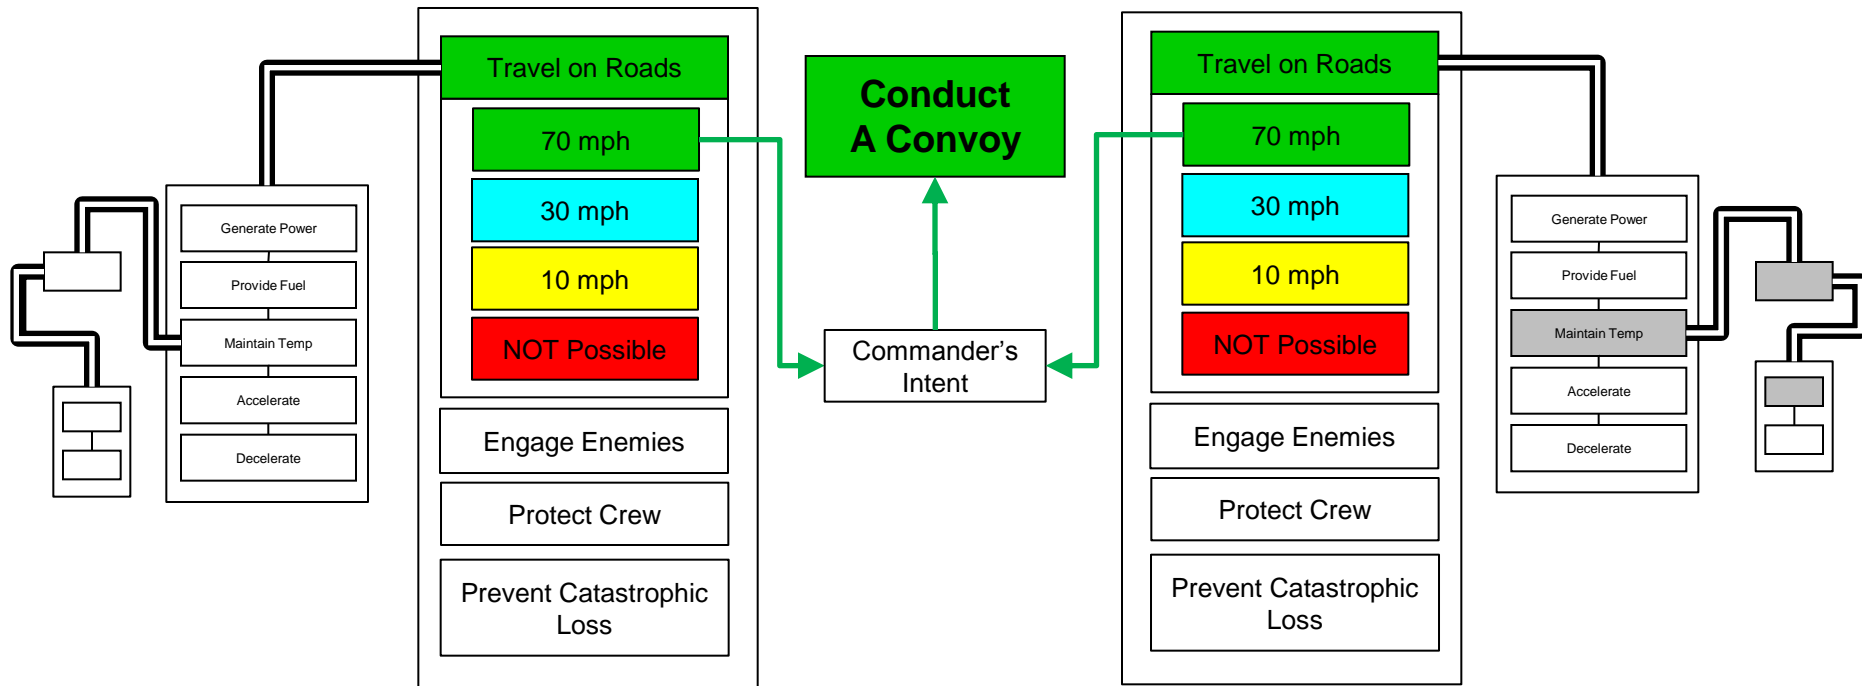 Travel on Roads
70 mph
30 mph
10 mph
NOT Possible
Engage Enemies
Protect Crew
Prevent Catastrophic
Loss
Generate Power
Provide Fuel
Maintain Temp
Accelerate
Decelerate
Conduct
A Convoy
Commander's
Intent
Travel on Roads
70 mph
30 mph
10 mph
NOT Possible
Engage Enemies
Protect Crew
Prevent Catastrophic
Loss
Generate Power
Provide Fuel
Maintain Temp
Accelerate
Decelerate